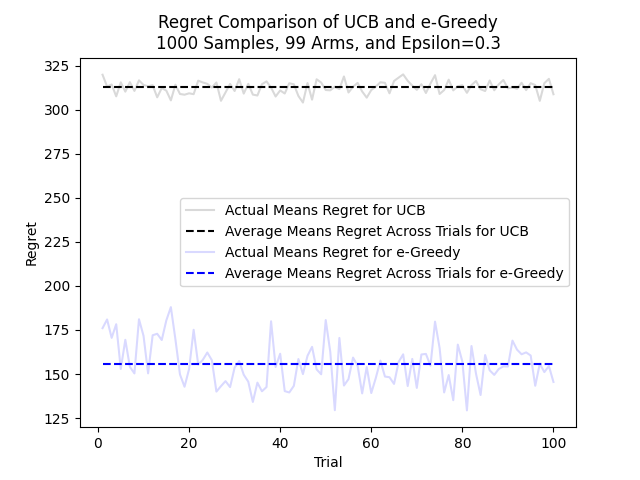 Regret Comparison of UCB and e-Greedy
1000 Samples, 99 Arms, and Epsilon=0.3
325
300
275
250
225
200
175
150
125
Regret
Actual Means Regret for UCB
Average Means Regret Across Trials for UCB
Actual Means Regret for e-Greedy
Average Means Regret Across Trials for e-Greedy
0 20 40 60 80 100
Trial